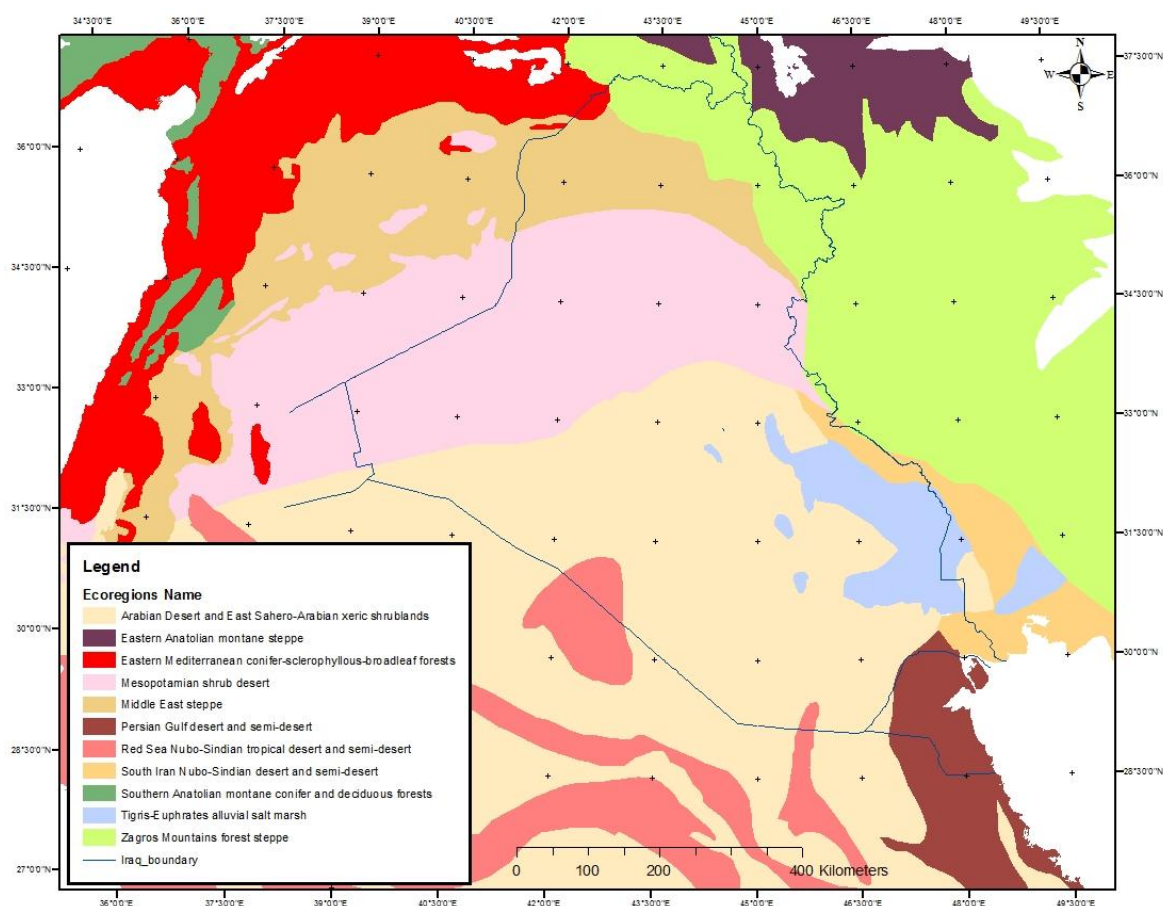 34°30'0"E 36°0'0"E 37°30'0"E 39°0'0"E 40°30'0"E 42°0'0"E 43°30'0"E 45°0'0"E 46°30'0"E 48°0'0"E 49°30'0"E
N
W E
S
37°30'0"N
36°0'0"N 36°0'0"N
34°30'0"N 34°30'0"N
33°0'0"N 33°0'0"N
31°30'0"N 31°30'0"N
Legend
Ecoregions Name
Arabian Desert and East Sahero-Arabian xeric shrublands
Eastern Anatolian montane steppe
Eastern Mediterranean conifer-sclerophyllous-broadleaf forests
Mesopotamian shrub desert
Middle East steppe
Persian Gulf desert and semi-desert
Red Sea Nubo-Sindian tropical desert and semi-desert
South Iran Nubo-Sindian desert and semi-desert
Southern Anatolian montane conifer and deciduous forests
Tigris-Euphrates alluvial salt marsh
Zagros Mountains forest steppe
Iraq_boundary
30°0'0"N 30°0'0"N
28°30'0"N 28°30'0"N
27°0'0"N
0 100 200 400 Kilometers
36°0'0"E 37°30'0"E 39°0'0"E 40°30'0"E 42°0'0"E 43°30'0"E 45°0'0"E 46°30'0"E 48°0'0"E 49°30'0"E